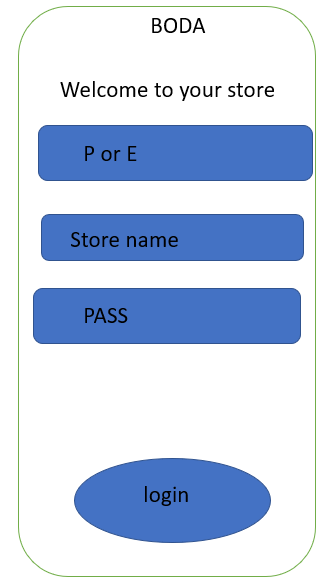 BODA
Welcome to your store
P or E
Store name
PASS
login